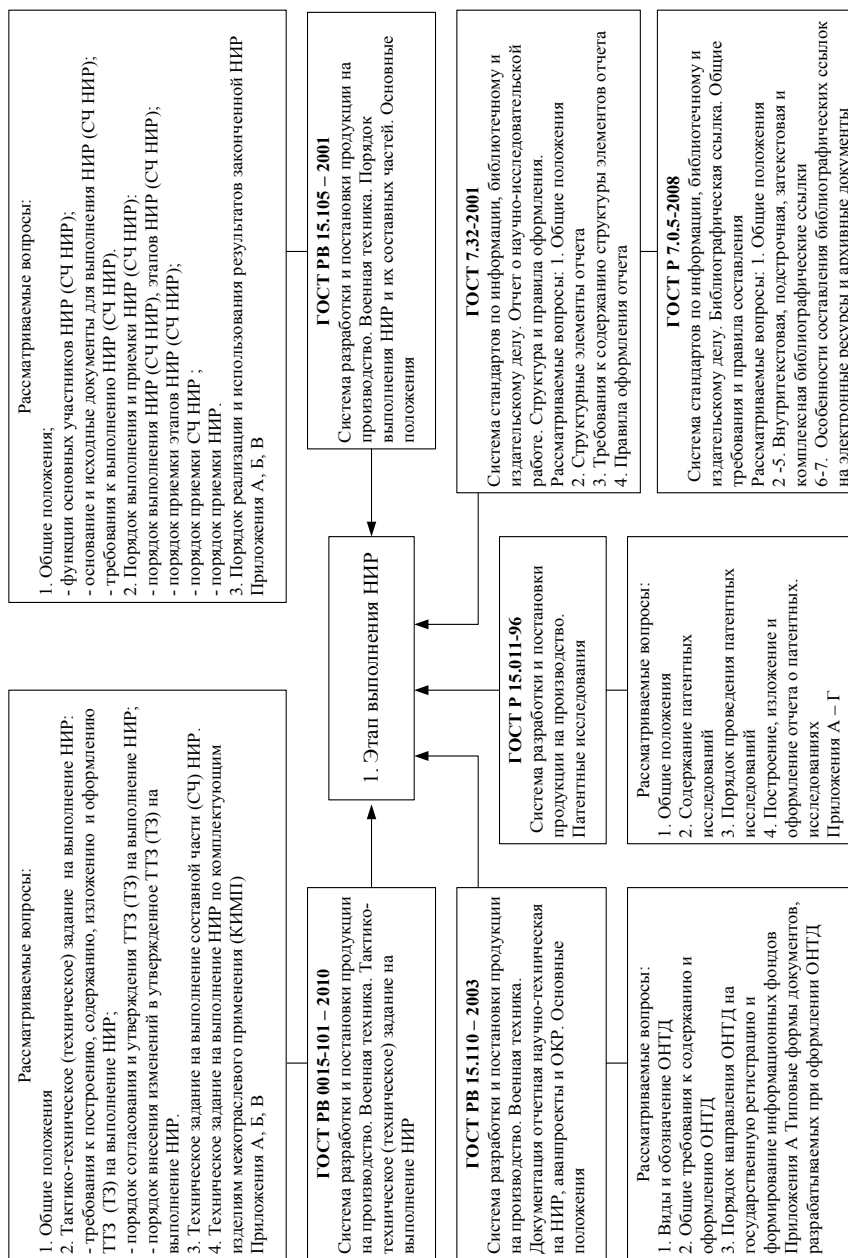 Рассматриваемые вопросы:
1. Общие положения
2. Тактико-техническое (техническое) задание на выполнение НИР:
- требования к построению, содержанию, изложению и оформлению
ТТЗ (ТЗ) на выполнение НИР;
- порядок согласования и утверждения ТТЗ (ТЗ) на выполнение НИР;
- порядок внесения изменений в утвержденное ТТЗ (ТЗ) на
выполнение НИР.
3. Техническое задание на выполнение составной части (СЧ) НИР.
4. Техническое задание на выполнение НИР по комплектующим
изделиям межотраслевого применения (КИМП)
Приложения А, Б, В
Рассматриваемые вопросы:
1. Общие положения;
- функции основных участников НИР (СЧ НИР);
- основание и исходные документы для выполнения НИР (СЧ НИР);
- требования к выполнению НИР (СЧ НИР).
2. Порядок выполнения и приемки НИР (СЧ НИР):
- порядок выполнения НИР (СЧ НИР), этапов НИР (СЧ НИР);
- порядок приемки этапов НИР (СЧ НИР);
- порядок приемки СЧ НИР ;
- порядок приемки НИР.
3. Порядок реализации и использования результатов законченной НИР
Приложения А, Б, В
ГОСТ РВ 0015-101 – 2010
Система разработки и постановки продукции
на производство. Военная техника. Тактико-
техническое (техническое) задание на
выполнение НИР
1. Этап выполнения НИР
ГОСТ РВ 15.105 – 2001
Система разработки и постановки продукции на
производство. Военная техника. Порядок
выполнения НИР и их составных частей. Основные
положения
ГОСТ РВ 15.110 – 2003
Система разработки и постановки продукции
на производство. Военная техника.
Документация отчетная научно-техническая
на НИР, аванпроекты и ОКР. Основные
положения
ГОСТ Р 15.011-96
Система разработки и постановки
продукции на производство.
Патентные исследования
ГОСТ 7.32-2001
Система стандартов по информации, библиотечному и
издательскому делу. Отчет о научно-исследовательской
работе. Структура и правила оформления.
Рассматриваемые вопросы: 1. Общие положения
2. Структурные элементы отчета
3. Требования к содержанию структуры элементов отчета
4. Правила оформления отчета
Рассматриваемые вопросы:
1. Виды и обозначение ОНТД
2. Общие требования к содержанию и
оформлению ОНТД
3. Порядок направления ОНТД на
государственную регистрацию и
формирование информационных фондов
Приложения А Типовые формы документов,
разрабатываемых при оформлении ОНТД
Рассматриваемые вопросы:
1. Общие положения
2. Содержание патентных
исследований
3. Порядок проведения патентных
исследований
4. Построение, изложение и
оформление отчета о патентных.
исследованиях
Приложения А – Г
ГОСТ Р 7.0.5-2008
Система стандартов по информации, библиотечному и
издательскому делу. Библиографическая ссылка. Общие
требования и правила составления
Рассматриваемые вопросы: 1. Общие положения
2 -5. Внутритекстовая, подстрочная, затекстовая и
комплексная библиографические ссылки
6-7. Особенности составления библиографических ссылок
на электронные ресурсы и архивные документы